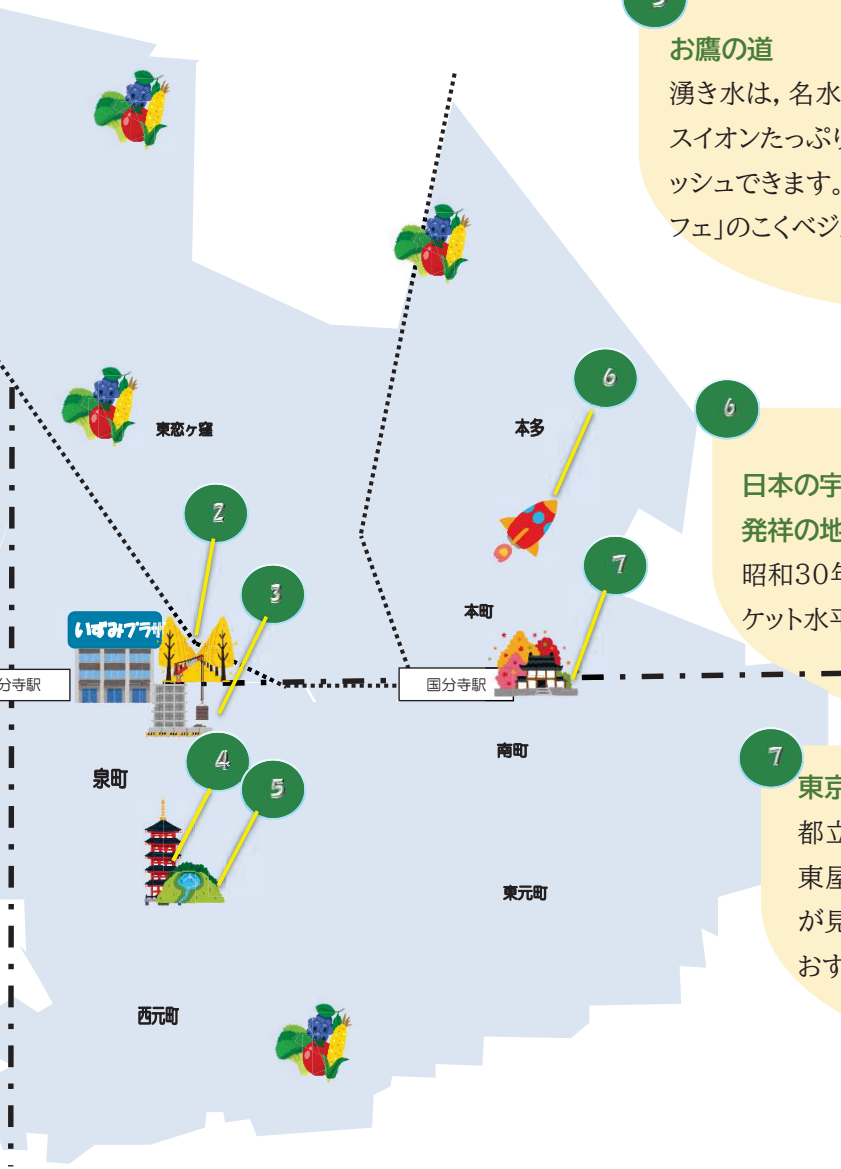 5
お鷹の道
湧き水は，名水
スイオンたっぷり
ッシュできます。
フェ」のこくベジ
6
本多
東恋ヶ窪
6
日本の宇
発祥の地
昭和30年
ケット水平
2
7
3
本町
いずみプラザ
分寺駅
国分寺駅
南町
4
5
泉町
7
東京
都立
東屋
が見
おす
東元町
西元町